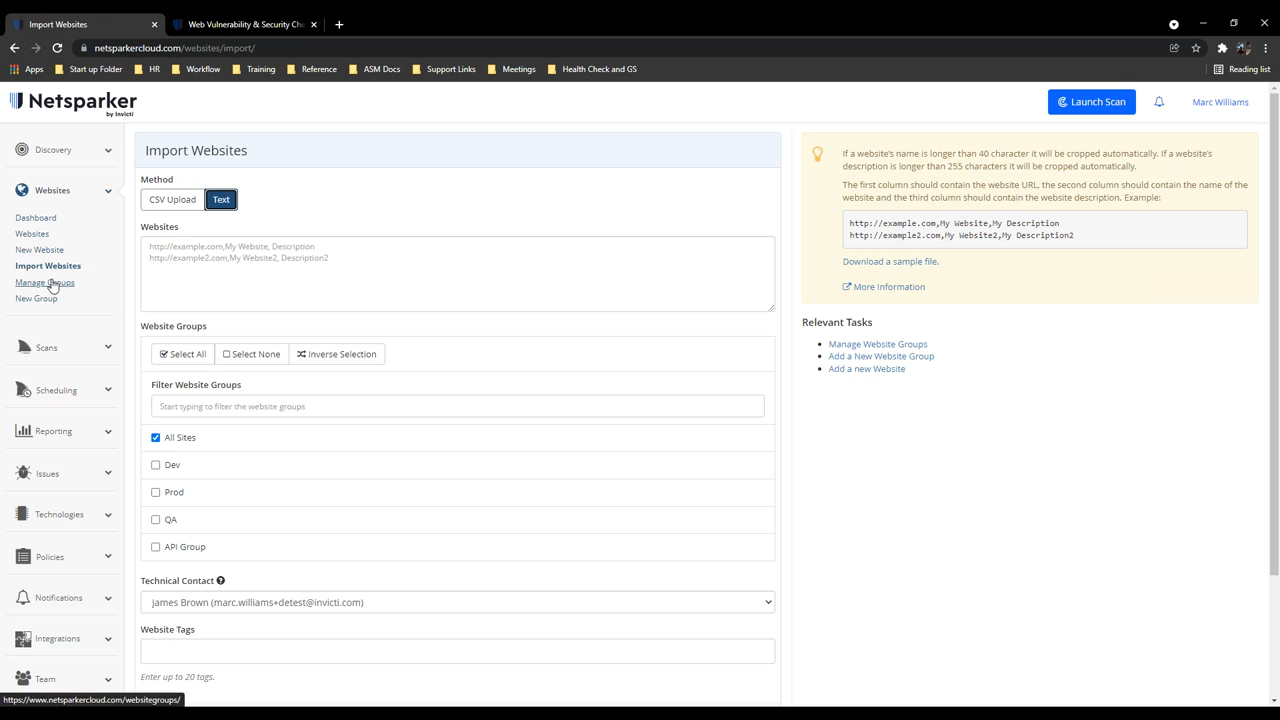 Import Websites
Web Vulnerability & Security Che
netsparkercloud.com/websites/import/
Apps
Start up Folder
HR
Workflow
Training
Reference
ASM Docs
Support Links
Meetings
Health Check and GS
Reading list
Netsparker
by Invicti
Launch Scan
Marc Williams
Discovery
Websites
Dashboard
Websites
New Website
Import Websites
Manage Groups
New Group
Scans
Scheduling
Reporting
Issues
Technologies
Policies
Notifications
Integrations
Team
https://www.netsparkercloud.com/websitegroups/
Import Websites
Method
CSV Upload
Text
Websites
http://example.com,My Website, Description
http://example2.com,My Website2, Description2
Website Groups
Select All
Select None
Inverse Selection
Filter Website Groups
Start typing to filter the website groups
All Sites
Dev
Prod
QA
API Group
Technical Contact
James Brown (marc.williams+detest@invicti.com)
Website Tags
Enter up to 20 tags.
If a website's name is longer than 40 character it will be cropped automatically. If a website's
description is longer than 255 characters it will be cropped automatically.
The first column should contain the website URL, the second column should contain the name of the
website and the third column should contain the website description. Example:
http://example.com,My Website,My Description
http://example2.com,My Website2,My Description2
Download a sample file.
More Information
Relevant Tasks
Manage Website Groups
Add a New Website Group
Add a new Website